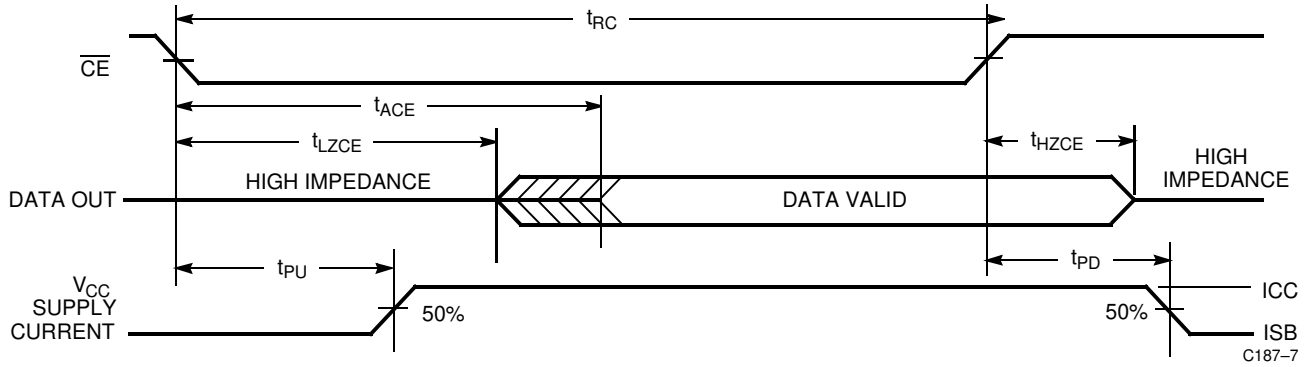 tRC
CE
tACE
tLZCE
tHZCE
HIGH IMPEDANCE
HIGH
IMPEDANCE
DATA OUT
DATA VALID
tPU
tPD
VCC
SUPPLY
CURRENT
50%
50%
ICC
ISB
C187–7